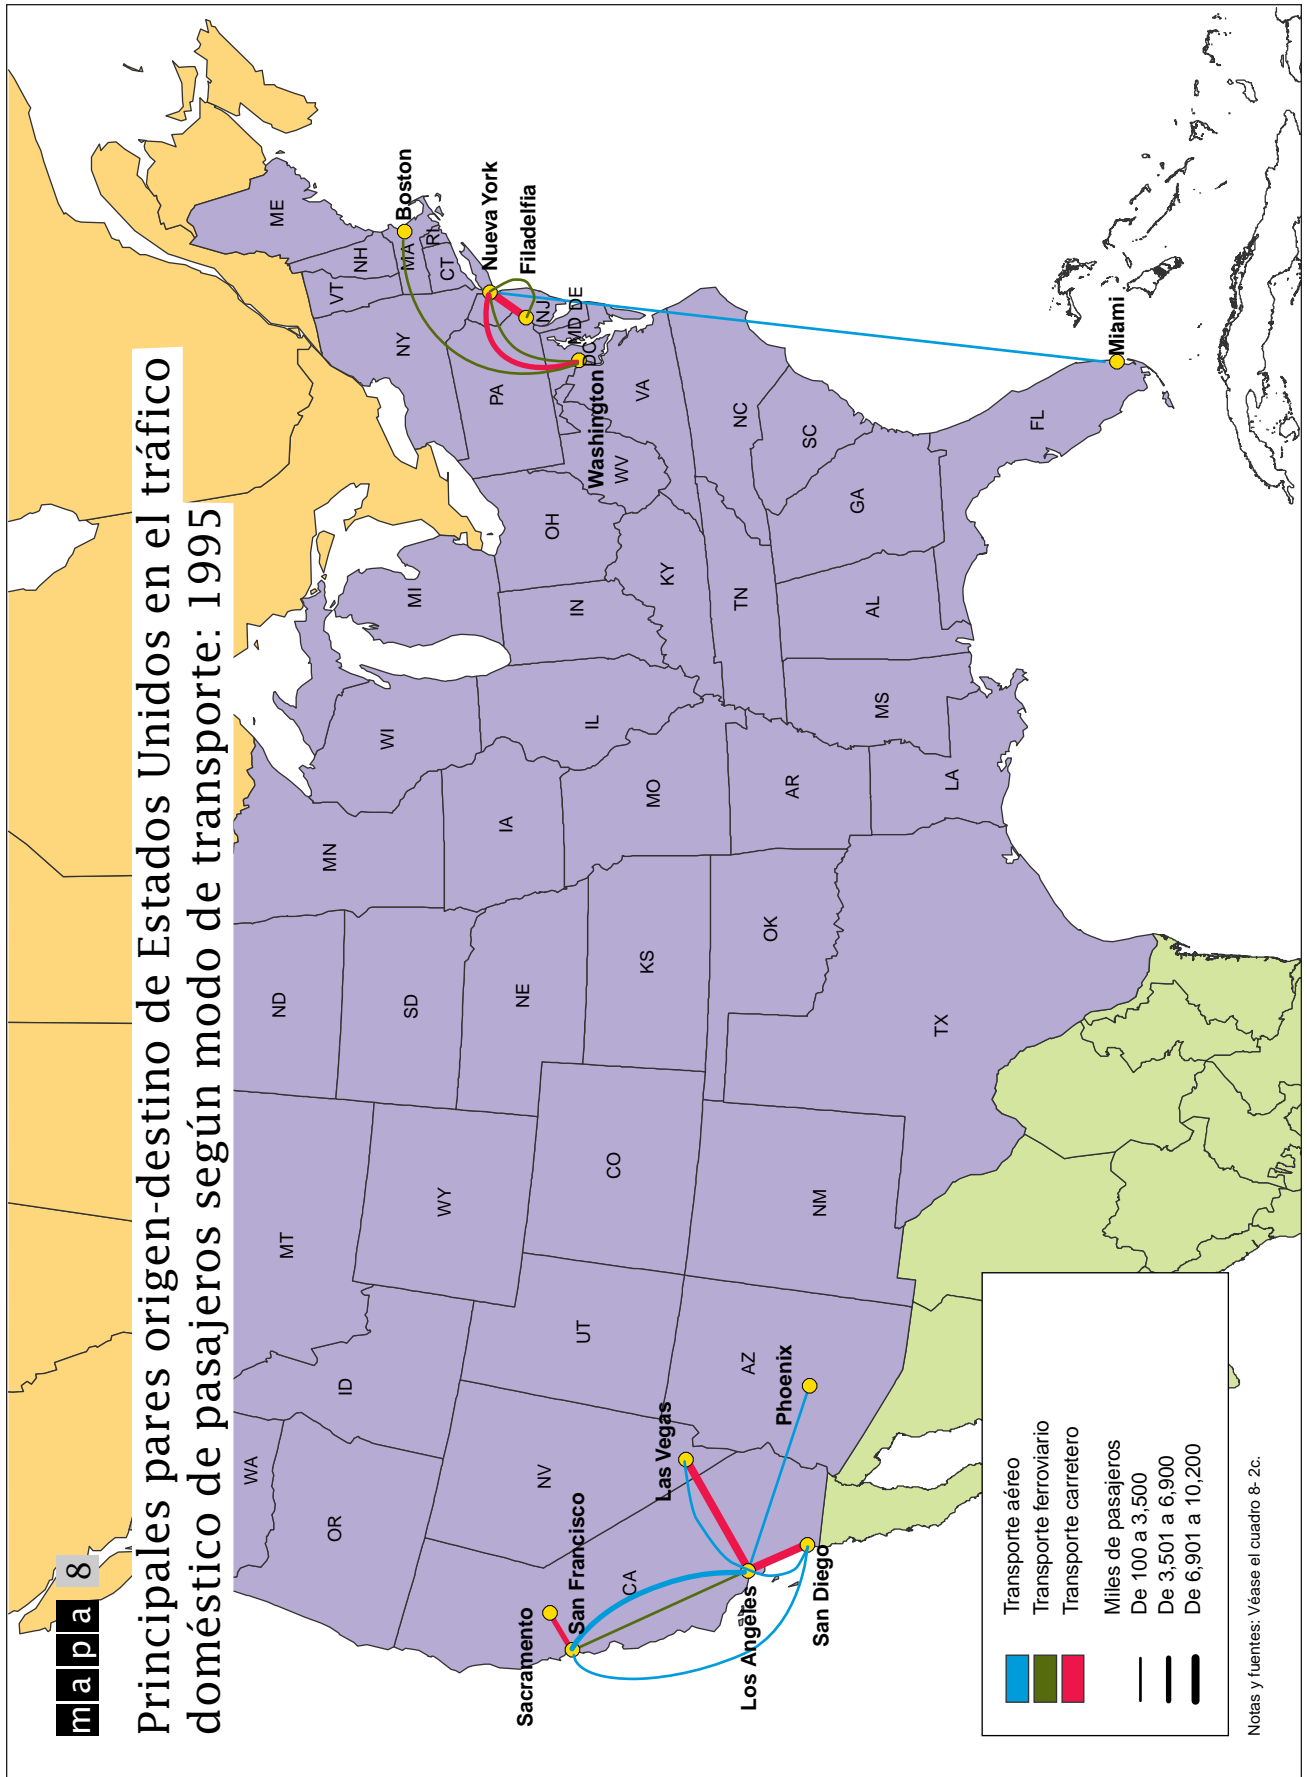 mapa 8
Principales pares origen-destino de Estados Unidos en el tráfico
doméstico de pasajeros según modo de transporte: 1995
WA
MT
ND
MN
OR
ID
SD
WI
MI
VT
NH
ME
NY
MA
RI
CT
Boston
Nueva York
Filadelfia
WY
NE
IA
PA
NJ
NV
UT
CO
KS
IL
IN
OH
MD
DE
DC
Washington
WV
VA
Sacramento
San Francisco
CA
Las Vegas
MO
KY
AZ
Phoenix
Los Angeles
San Diego
NM
OK
AR
TN
NC
SC
TX
LA
MS
AL
GA
FL
Miami
Transporte aéreo
Transporte ferroviario
Transporte carretero
Miles de pasajeros
De 100 a 3,500
De 3,501 a 6,900
De 6,901 a 10,200
Notas y fuentes: Véase el cuadro 8- 2c.